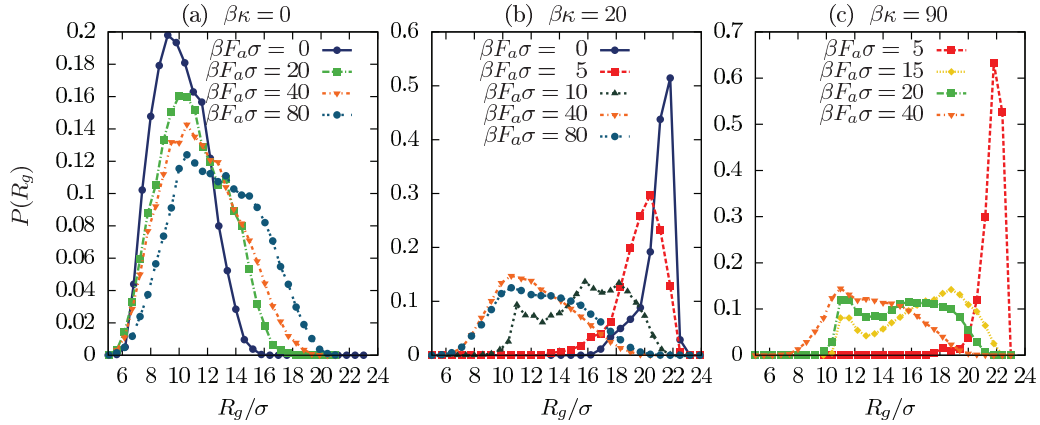 (a) βκ = 0
P(R_g)
0.2
0.18
0.16
0.14
0.12
0.1
0.08
0.06
0.04
0.02
0
βF_aσ = 0
βF_aσ = 20
βF_aσ = 40
βF_aσ = 80
6 8 10 12 14 16 18 20 22 24
R_g/σ
(b) βκ = 20
0.6
0.5
0.4
0.3
0.2
0.1
0
βF_aσ = 0
βF_aσ = 5
βF_aσ = 10
βF_aσ = 40
βF_aσ = 80
6 8 10 12 14 16 18 20 22 24
R_g/σ
(c) βκ = 90
0.7
0.6
0.5
0.4
0.3
0.2
0.1
0
βF_aσ = 5
βF_aσ = 15
βF_aσ = 20
βF_aσ = 40
6 8 10 12 14 16 18 20 22 24
R_g/σ